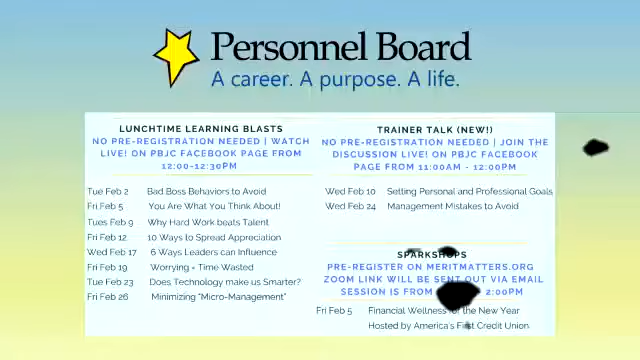 Personnel Board
A career. A purpose. A life.
LUNCHTIME LEARNING BLASTS
NO PRE-REGISTRATION NEEDED | WATCH
LIVE! ON PBJC FACEBOOK PAGE FROM
12:00-12:30PM
Tue Feb 2 Bad Boss Behaviors to Avoid
Fri Feb 5 You Are What You Think About!
Tues Feb 9 Why Hard Work beats Talent
Fri Feb 12 10 Ways to Spread Appreciation
Wed Feb 17 6 Ways Leaders can Influence
Fri Feb 19 Worrying = Time Wasted
Tue Feb 23 Does Technology make us Smarter?
Fri Feb 26 Minimizing "Micro-Management"
TRAINER TALK (NEW!)
NO PRE-REGISTRATION NEEDED | JOIN THE
DISCUSSION LIVE! ON PBJC FACEBOOK
PAGE FROM 11:00AM - 12:00PM
Wed Feb 10 Setting Personal and Professional Goals
Wed Feb 24 Management Mistakes to Avoid
SPARKSHOPS
PRE-REGISTER ON MERITMATTERS.ORG
ZOOM LINK WILL BE SENT OUT VIA EMAIL
SESSION IS FROM 2:00PM
Fri Feb 5 Financial Wellness for the New Year
Hosted by America's First Credit Union